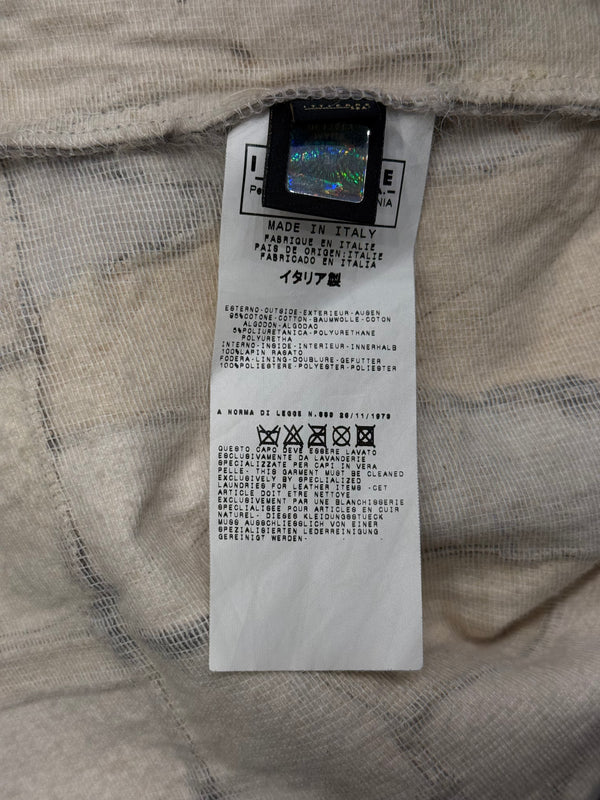 MADE IN ITALY
FABRIQUE EN ITALIE
PAIS DE ORIGEN:ITALIE
FABRICADO EN ITALIA
イタリア製
ESTERNO-OUTSIDE-EXTERIEUR-AUSEN
95%COTONE-COTTON-BAUMWOLLE-COTON
ALGODON-ALGODAO
5%POLIURETANICA-POLYURETHANE
POLYURETHA
INTERNO-INSIDE-INTERIEUR-INNERHALB
100%LAPIN RASATO
FODERA-LINING-DOUBLURE-GEFUTTER
100%POLIESTERE-POLYESTER-POLIESTER
A NORMA DI LEGGE N.883 26/11/1973
QUESTO CAPO DEVE ESSERE LAVATO
ESCLUSIVAMENTE DA LAVANDERIE
SPECIALIZZATE PER CAPI IN VERA
PELLE- THIS GARMENT MUST BE CLEANED
EXCLUSIVELY BY SPECIALIZED
LAUNDRIES FOR LEATHER ITEMS -CET
ARTICLE DOIT ETRE NETTOYE
EXCLUSIVEMENT PAR UNE BLANCHISSERIE
SPECIALISEE POUR ARTICLES EN CUIR
NATUREL- DIESES KLEIDUNGSSTUECK
MUSS AUSSCHLIESSLICH VON EINER
SPEZIALISIERTEN LEDERREINIGUNG
GEREINIGT WERDEN-